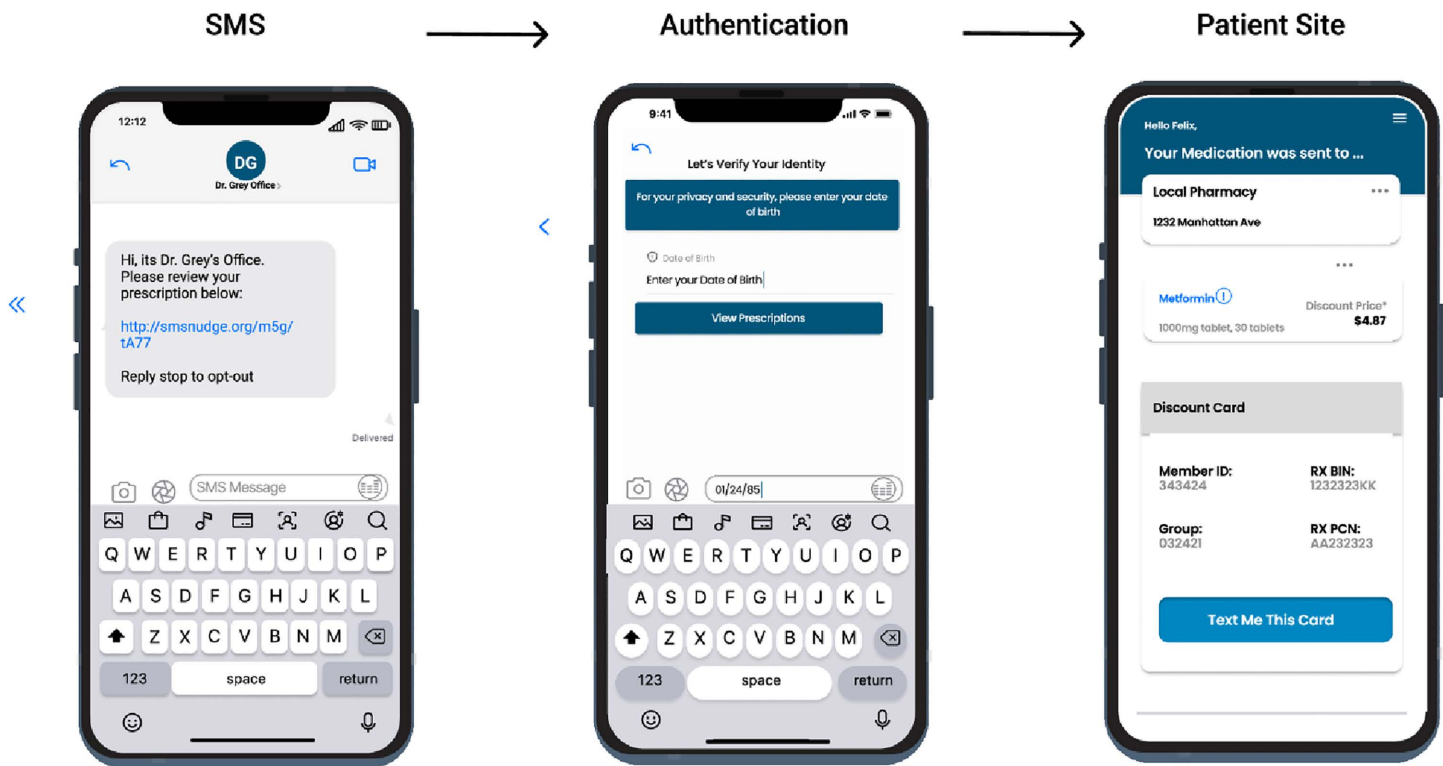 SMS
Authentication
Patient Site
12:12
DG
Dr. Grey Office
Hi, its Dr. Grey's Office.
Please review your
prescription below:
http://smsnudge.org/m5g/
tA77
Reply stop to opt-out
Delivered
SMS Message
Q W E R T Y U I O P
A S D F G H J K L
Z X C V B N M
123 space return
9:41
Let's Verify Your Identity
For your privacy and security, please enter your date
of birth
Date of Birth
Enter your Date of Birth
View Prescriptions
01/24/85
Q W E R T Y U I O P
A S D F G H J K L
Z X C V B N M
123 space return
Hello Felix,
Your Medication was sent to ...
Local Pharmacy
1232 Manhattan Ave
Metformin
Discount Price*
1000mg tablet, 30 tablets
$4.87
Discount Card
Member ID: RX BIN:
343424 1232323KK
Group: RX PCN:
032421 AA232323
Text Me This Card